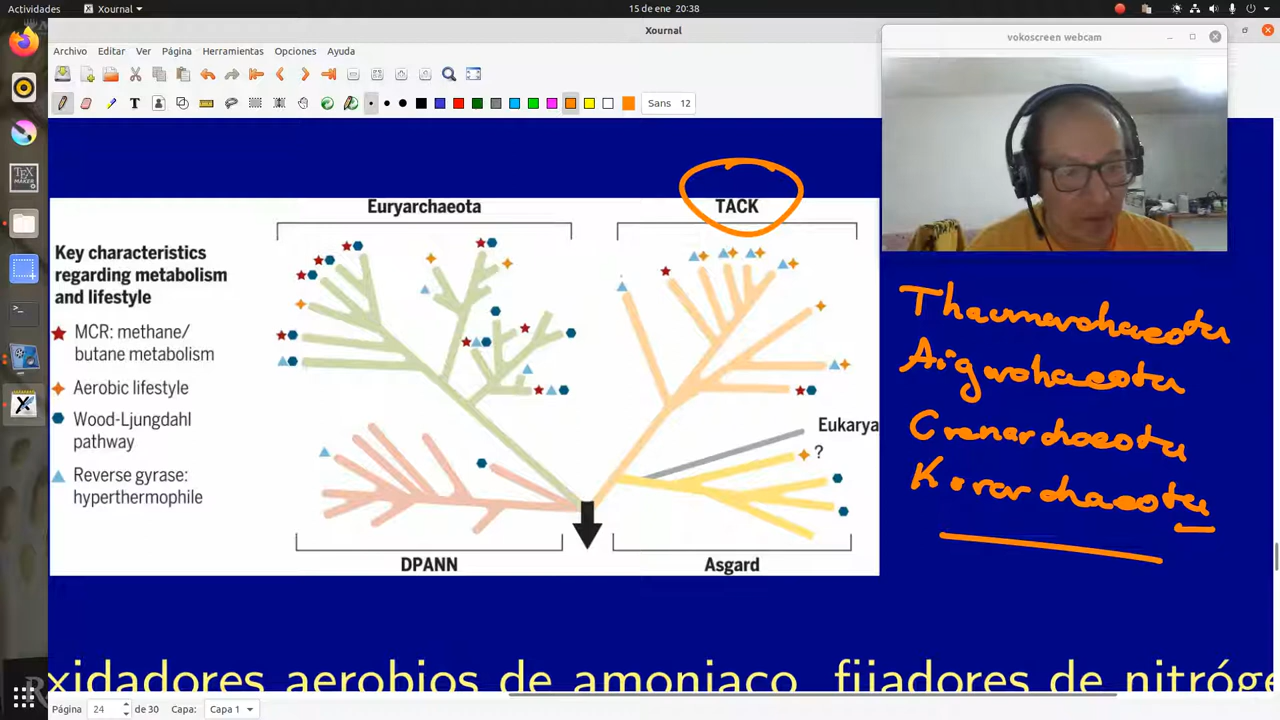 Actividades Xournal 15 de ene 20:38
Xournal
vokoscreen webcam
Archivo Editar Ver Página Herramientas Opciones Ayuda
Sans 12
Euryarchaeota
TACK
Key characteristics
regarding metabolism
and lifestyle
MCR: methane/
butane metabolism
Aerobic lifestyle
Wood-Ljungdahl
pathway
Reverse gyrase:
hyperthermophile
Eukarya
?
DPANN
Asgard
Thaumarchaeota
Aigarchaeota
Crenarchaeota
Korarchaeota
xidadores aerobios de amoniaco, fijadores de nitróge
Página 24 de 30 Capa: Capa 1
TEX
MAKER